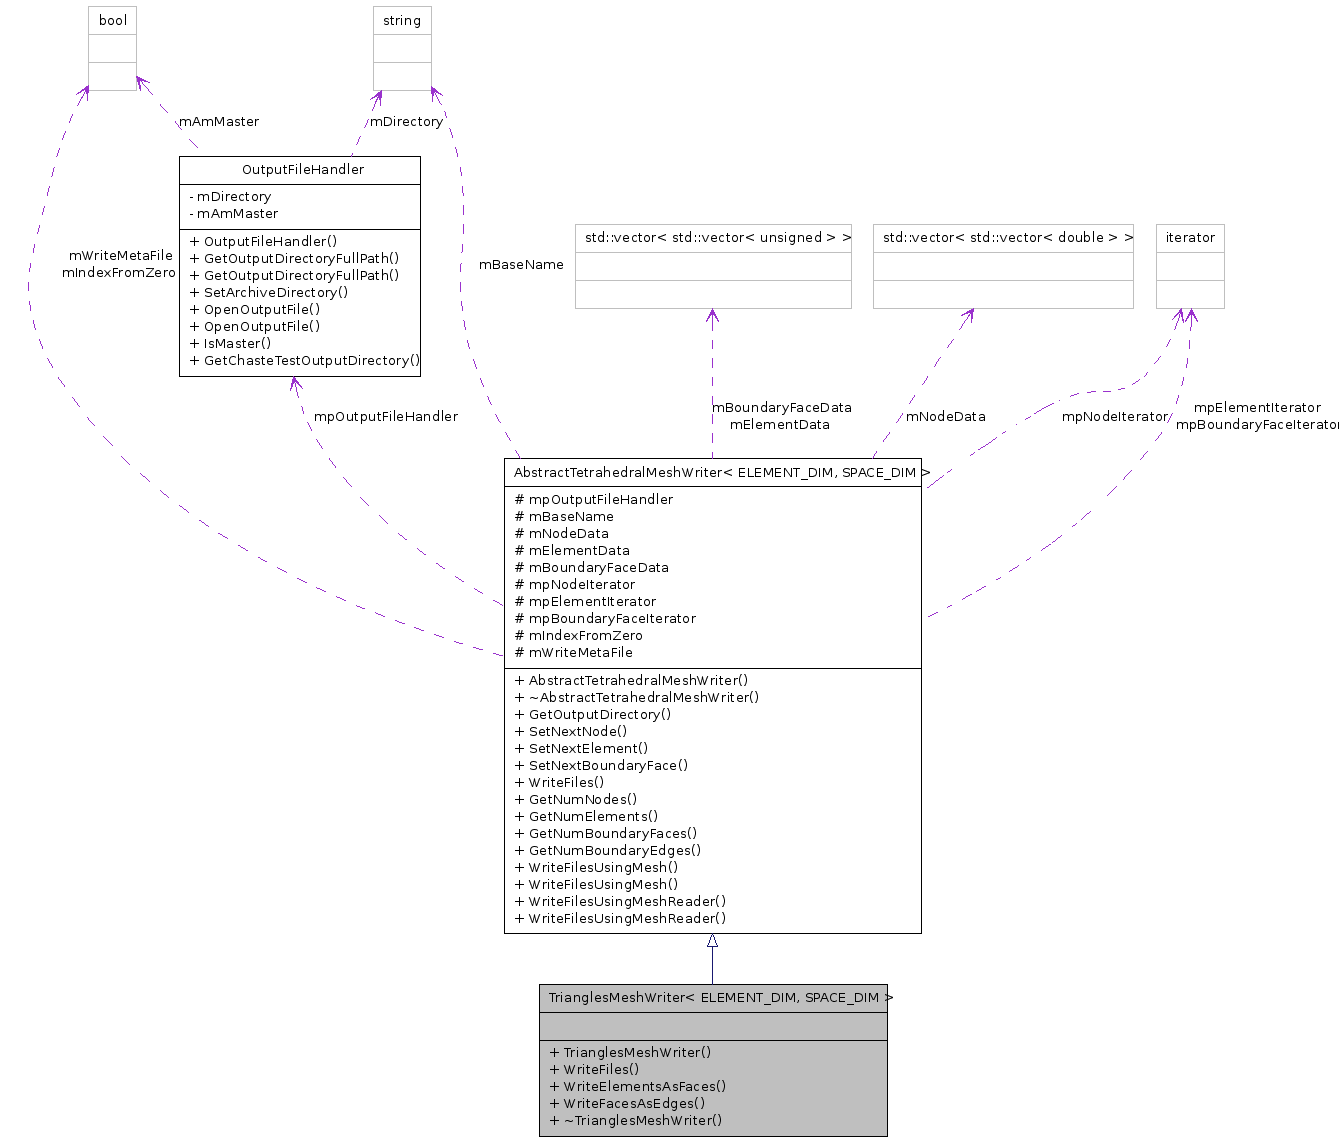 bool
string
mAmMaster
mDirectory
OutputFileHandler
- mDirectory
- mAmMaster
+ OutputFileHandler()
+ GetOutputDirectoryFullPath()
+ GetOutputDirectoryFullPath()
+ SetArchiveDirectory()
+ OpenOutputFile()
+ OpenOutputFile()
+ IsMaster()
+ GetChasteTestOutputDirectory()
mWriteMetaFile
mIndexFromZero
mBaseName
std::vector< std::vector< unsigned > >
std::vector< std::vector< double > >
iterator
mpOutputFileHandler
mBoundaryFaceData
mElementData
mNodeData
mpNodeIterator
mpElementIterator
mpBoundaryFaceIterator
AbstractTetrahedralMeshWriter< ELEMENT_DIM, SPACE_DIM >
# mpOutputFileHandler
# mBaseName
# mNodeData
# mElementData
# mBoundaryFaceData
# mpNodeIterator
# mpElementIterator
# mpBoundaryFaceIterator
# mIndexFromZero
# mWriteMetaFile
+ AbstractTetrahedralMeshWriter()
+ ~AbstractTetrahedralMeshWriter()
+ GetOutputDirectory()
+ SetNextNode()
+ SetNextElement()
+ SetNextBoundaryFace()
+ WriteFiles()
+ GetNumNodes()
+ GetNumElements()
+ GetNumBoundaryFaces()
+ GetNumBoundaryEdges()
+ WriteFilesUsingMesh()
+ WriteFilesUsingMesh()
+ WriteFilesUsingMeshReader()
+ WriteFilesUsingMeshReader()
TrianglesMeshWriter< ELEMENT_DIM, SPACE_DIM >
+ TrianglesMeshWriter()
+ WriteFiles()
+ WriteElementsAsFaces()
+ WriteFacesAsEdges()
+ ~TrianglesMeshWriter()